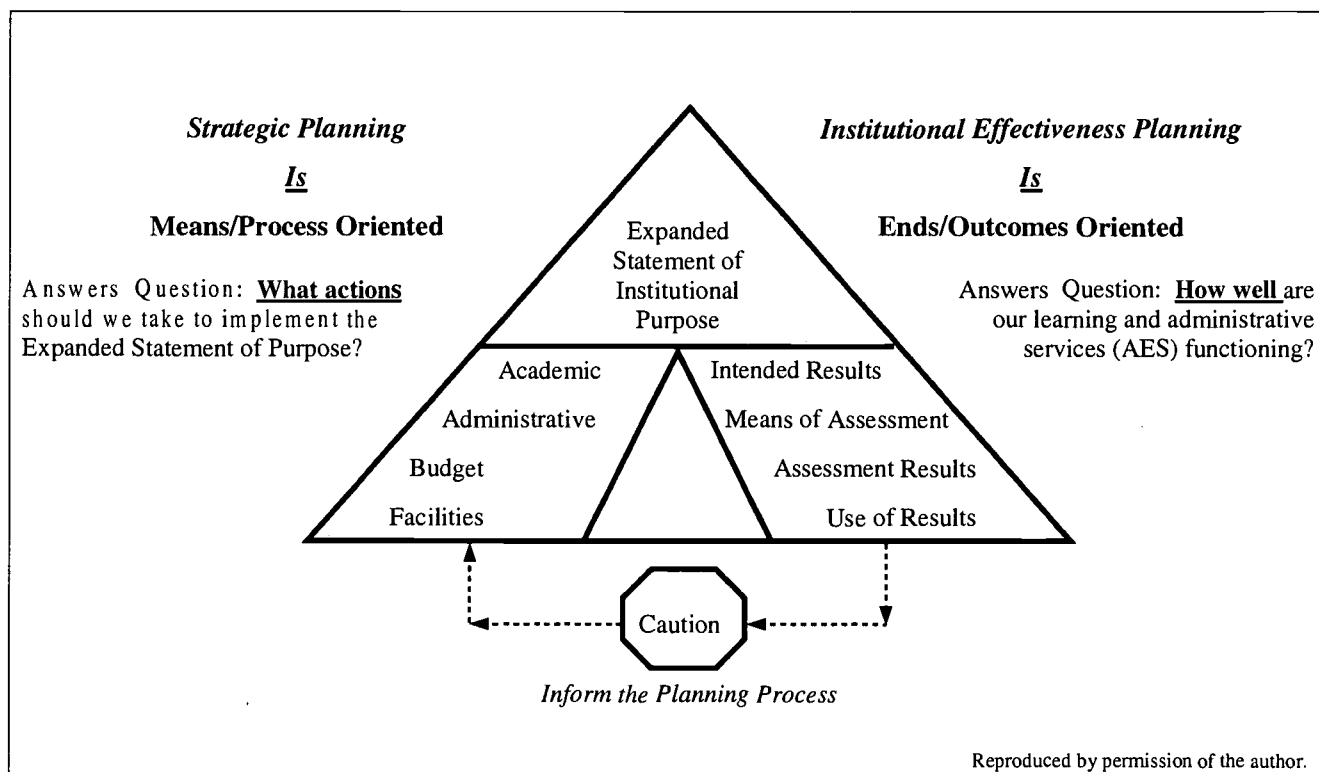 Strategic Planning
Is
Means/Process Oriented
Answers Question: What actions
should we take to implement the
Expanded Statement of Purpose?
Institutional Effectiveness Planning
Is
Ends/Outcomes Oriented
Answers Question: How well are
our learning and administrative
services (AES) functioning?
Expanded
Statement of
Institutional
Purpose
Academic
Administrative
Budget
Facilities
Intended Results
Means of Assessment
Assessment Results
Use of Results
Caution
Inform the Planning Process
Reproduced by permission of the author.